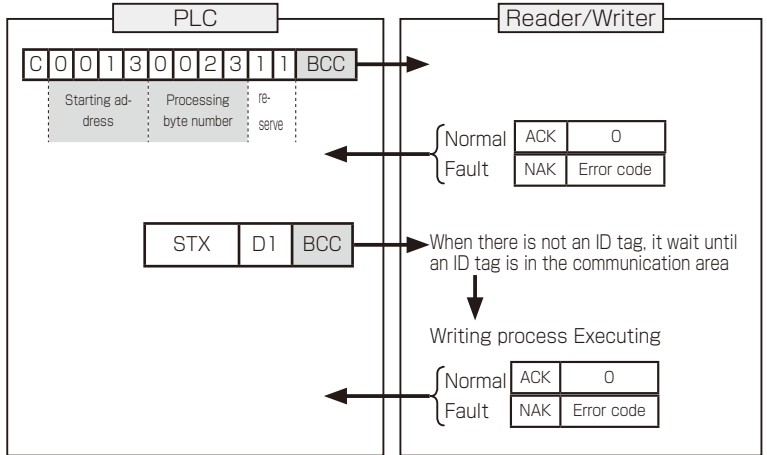 PLC
Reader/Writer
C 0 0 1 3 0 0 2 3 1 1 BCC
Starting ad-
dress
Processing
byte number
re-
serve
Normal ACK 0
Fault NAK Error code
STX D1 BCC
When there is not an ID tag, it wait until
an ID tag is in the communication area
Writing process Executing
Normal ACK 0
Fault NAK Error code